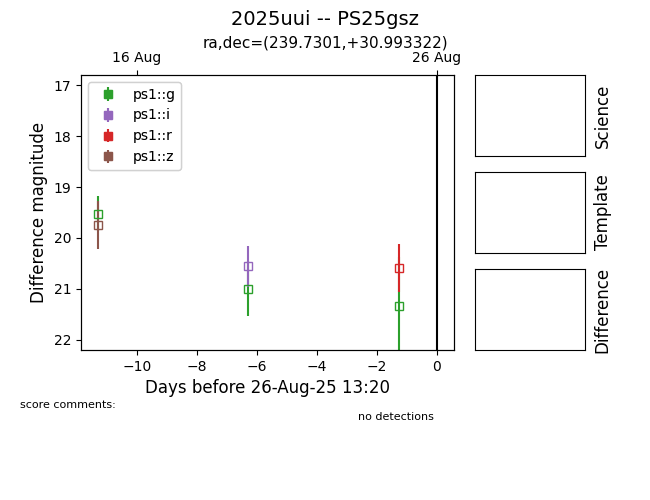 2025uui -- PS25gsz
ra,dec=(239.7301,+30.993322)
16 Aug
26 Aug
17
18
19
20
21
22
Difference magnitude
ps1::g
ps1::i
ps1::r
ps1::z
−10
−8
−6
−4
−2
0
Days before 26-Aug-25 13:20
Science
Template
Difference
score comments:
no detections